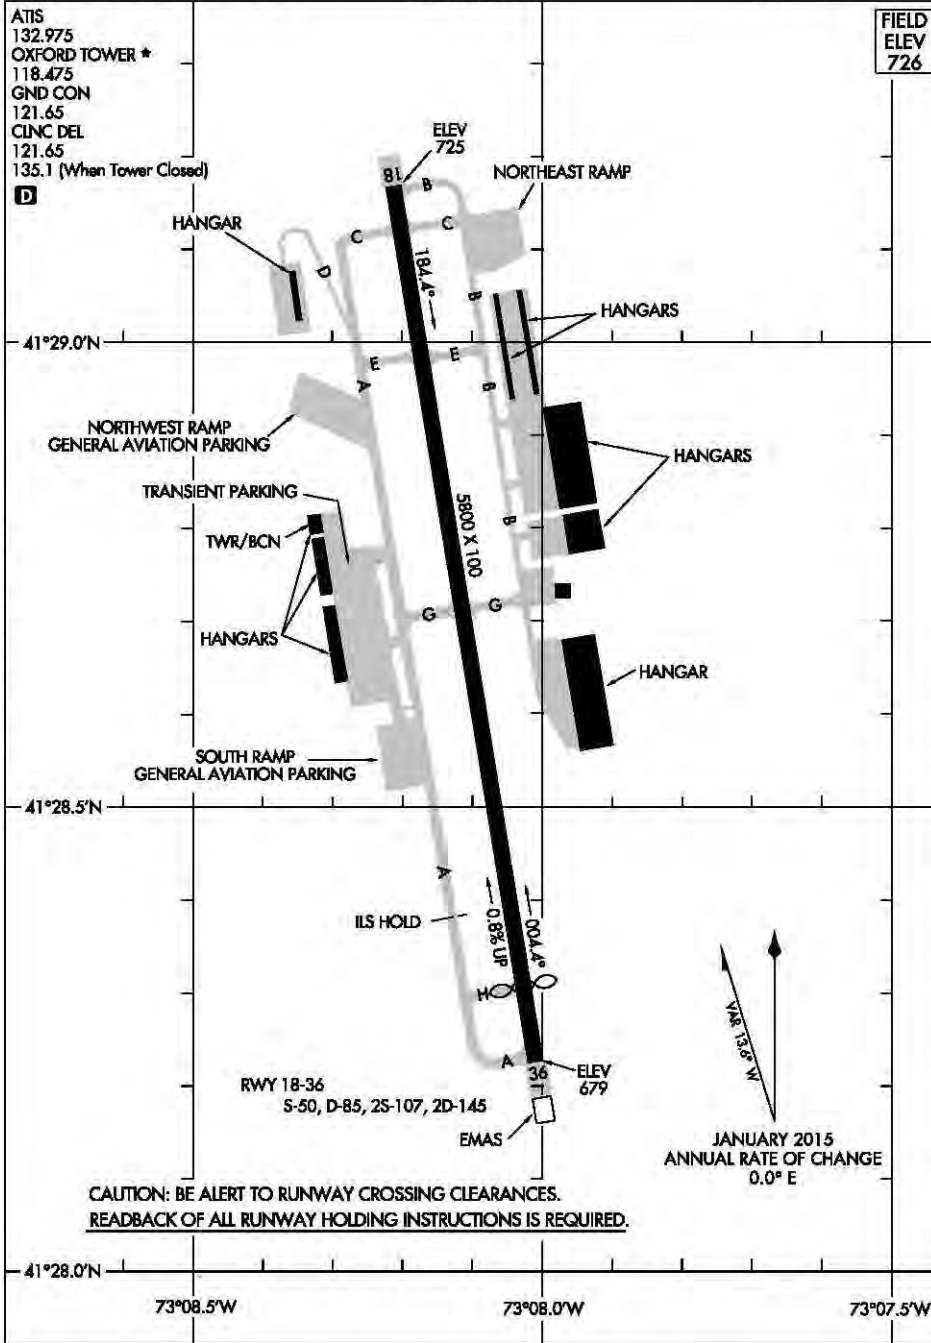 ATIS
132.975
OXFORD TOWER ★
118.475
GND CON
121.65
CLNC DEL
121.65
135.1 (When Tower Closed)
D
FIELD
ELEV
726
ELEV
725
18
B
NORTHEAST RAMP
HANGAR
C
C
D
184.4°
B
HANGARS
41°29.0'N
E
E
A
B
NORTHWEST RAMP
GENERAL AVIATION PARKING
HANGARS
TRANSIENT PARKING
5800 X 100
B
TWR/BCN
G
G
HANGARS
HANGAR
SOUTH RAMP
GENERAL AVIATION PARKING
41°28.5'N
A
ILS HOLD
0.8% UP
004.4°
H
VAR 13.6° W
A
36
ELEV
679
RWY 18-36
S-50, D-85, 2S-107, 2D-145
EMAS
JANUARY 2015
ANNUAL RATE OF CHANGE
0.0° E
CAUTION: BE ALERT TO RUNWAY CROSSING CLEARANCES.
READBACK OF ALL RUNWAY HOLDING INSTRUCTIONS IS REQUIRED.
41°28.0'N
73°08.5'W
73°08.0'W
73°07.5'W